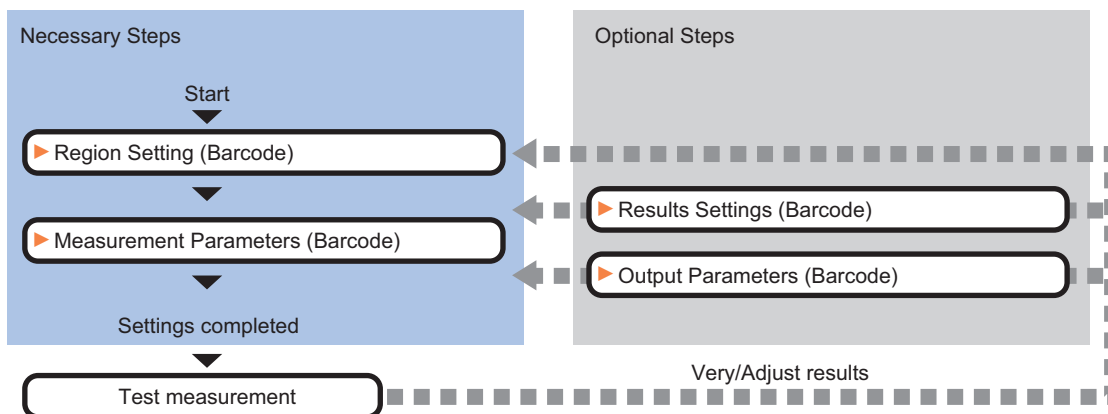 Necessary Steps
Optional Steps
Start
Region Setting (Barcode)
Results Settings (Barcode)
Measurement Parameters (Barcode)
Output Parameters (Barcode)
Settings completed
Very/Adjust results
Test measurement